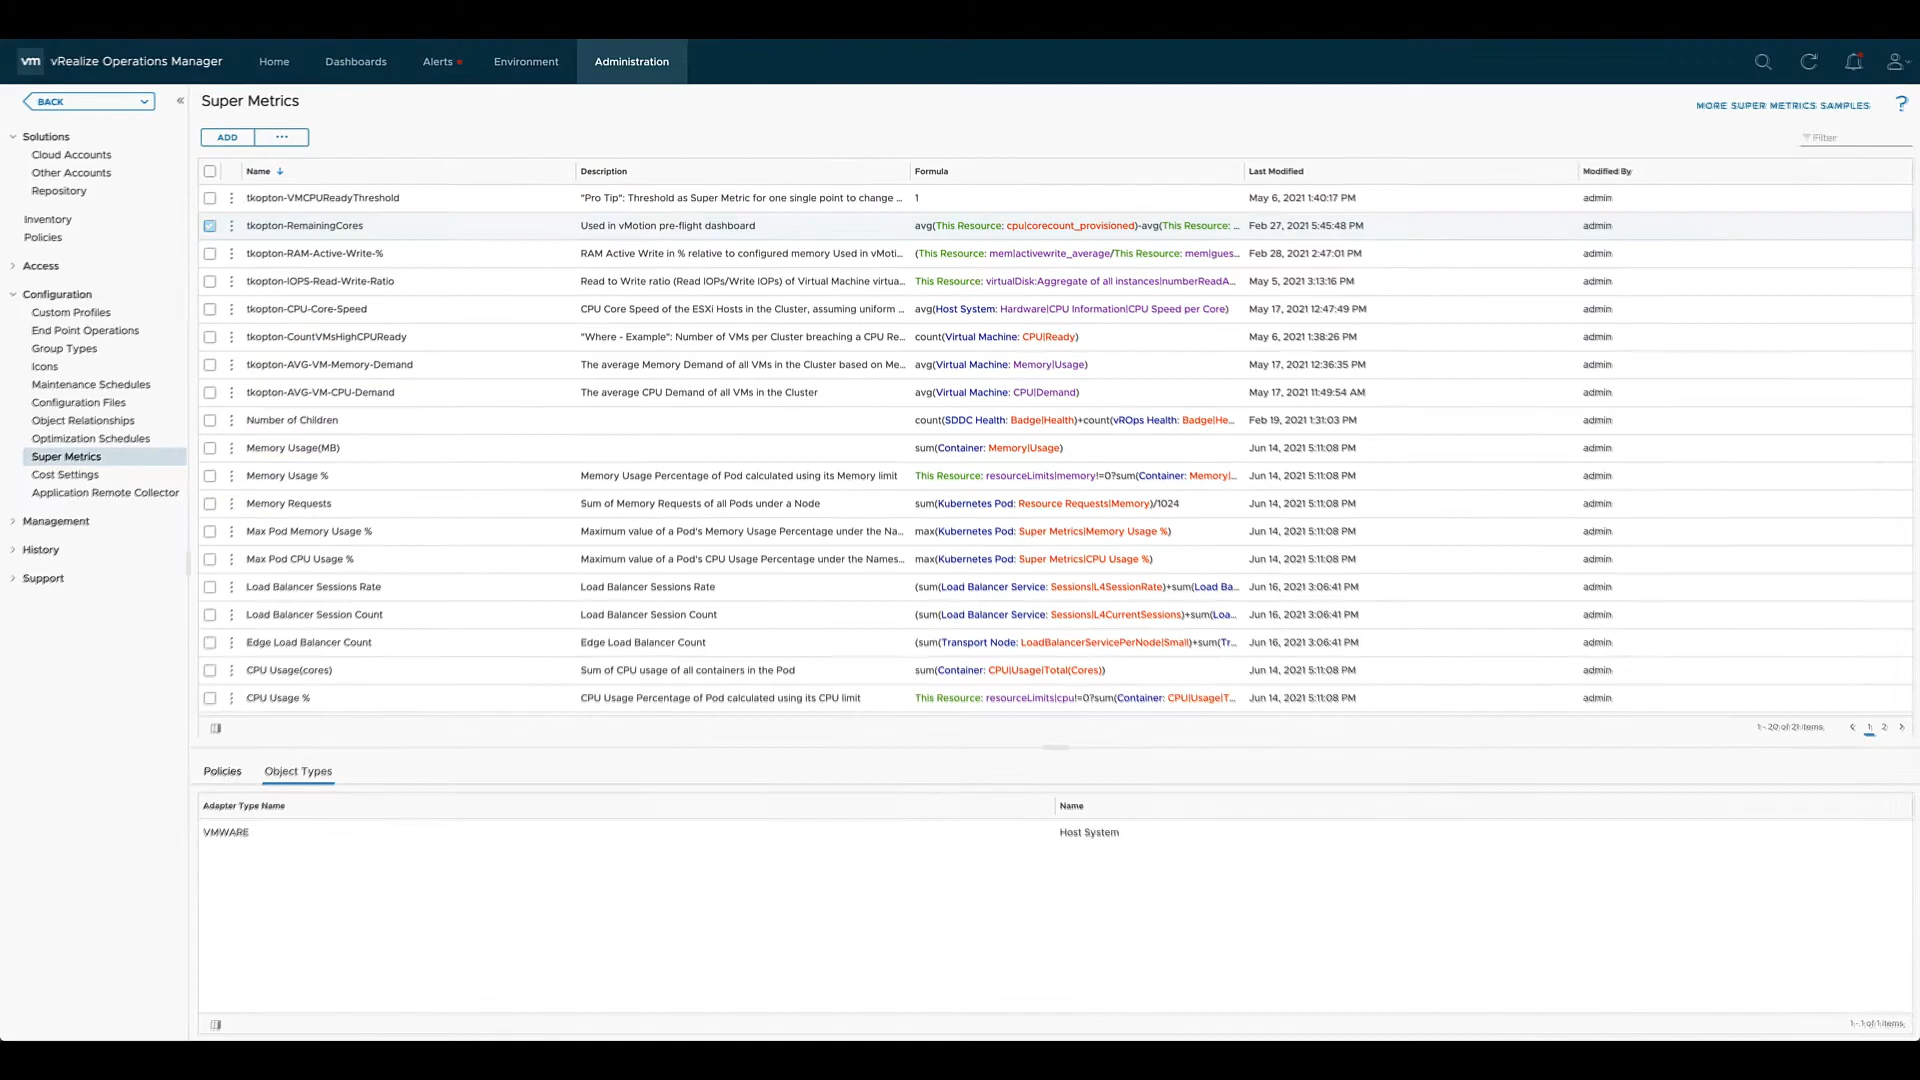 vm vRealize Operations Manager Home Dashboards Alerts Environment Administration
BACK
Super Metrics
MORE SUPER METRICS SAMPLES ?
ADD ...
Filter
Solutions
Cloud Accounts
Other Accounts
Repository
Inventory
Policies
Access
Configuration
Custom Profiles
End Point Operations
Group Types
Icons
Maintenance Schedules
Configuration Files
Object Relationships
Optimization Schedules
Super Metrics
Cost Settings
Application Remote Collector
Management
History
Support
Name Description Formula Last Modified Modified By
tkopton-VMCPUReadyThreshold "Pro Tip": Threshold as Super Metric for one single point to change ... 1 May 6, 2021 1:40:17 PM admin
tkopton-RemainingCores Used in vMotion pre-flight dashboard avg(This Resource: cpu|corecount_provisioned)-avg(This Resource: ... Feb 27, 2021 5:45:48 PM admin
tkopton-RAM-Active-Write-% RAM Active Write in % relative to configured memory Used in vMoti... (This Resource: mem|activewrite_average/This Resource: mem|gues... Feb 28, 2021 2:47:01 PM admin
tkopton-IOPS-Read-Write-Ratio Read to Write ratio (Read IOPs/Write IOPs) of Virtual Machine virtua... This Resource: virtualDisk:Aggregate of all instances|numberReadA... May 5, 2021 3:13:16 PM admin
tkopton-CPU-Core-Speed CPU Core Speed of the ESXi Hosts in the Cluster, assuming uniform ... avg(Host System: Hardware|CPU Information|CPU Speed per Core) May 17, 2021 12:47:49 PM admin
tkopton-CountVMsHighCPUReady "Where - Example": Number of VMs per Cluster breaching a CPU Re... count(Virtual Machine: CPU|Ready) May 6, 2021 1:38:26 PM admin
tkopton-AVG-VM-Memory-Demand The average Memory Demand of all VMs in the Cluster based on Me... avg(Virtual Machine: Memory|Usage) May 17, 2021 12:36:35 PM admin
tkopton-AVG-VM-CPU-Demand The average CPU Demand of all VMs in the Cluster avg(Virtual Machine: CPU|Demand) May 17, 2021 11:49:54 AM admin
Number of Children count(SDDC Health: Badge|Health)+count(vROps Health: Badge|He... Feb 19, 2021 1:31:03 PM admin
Memory Usage(MB) sum(Container: Memory|Usage) Jun 14, 2021 5:11:08 PM admin
Memory Usage % Memory Usage Percentage of Pod calculated using its Memory limit This Resource: resourceLimits|memory!=0?sum(Container: Memory|... Jun 14, 2021 5:11:08 PM admin
Memory Requests Sum of Memory Requests of all Pods under a Node sum(Kubernetes Pod: Resource Requests|Memory)/1024 Jun 14, 2021 5:11:08 PM admin
Max Pod Memory Usage % Maximum value of a Pod's Memory Usage Percentage under the Na... max(Kubernetes Pod: Super Metrics|Memory Usage %) Jun 14, 2021 5:11:08 PM admin
Max Pod CPU Usage % Maximum value of a Pod's CPU Usage Percentage under the Names... max(Kubernetes Pod: Super Metrics|CPU Usage %) Jun 14, 2021 5:11:08 PM admin
Load Balancer Sessions Rate Load Balancer Sessions Rate (sum(Load Balancer Service: Sessions|L4SessionRate)+sum(Load Ba... Jun 16, 2021 3:06:41 PM admin
Load Balancer Session Count Load Balancer Session Count (sum(Load Balancer Service: Sessions|L4CurrentSessions)+sum(Loa... Jun 16, 2021 3:06:41 PM admin
Edge Load Balancer Count Edge Load Balancer Count (sum(Transport Node: LoadBalancerServicePerNode|Small)+sum(Tr... Jun 16, 2021 3:06:41 PM admin
CPU Usage(cores) Sum of CPU usage of all containers in the Pod sum(Container: CPU|Usage|Total(Cores)) Jun 14, 2021 5:11:08 PM admin
CPU Usage % CPU Usage Percentage of Pod calculated using its CPU limit This Resource: resourceLimits|cpu!=0?sum(Container: CPU|Usage|T... Jun 14, 2021 5:11:08 PM admin
1 - 20 of 21 items 1 2
Policies Object Types
Adapter Type Name Name
VMWARE Host System
1 - 1 of 1 items